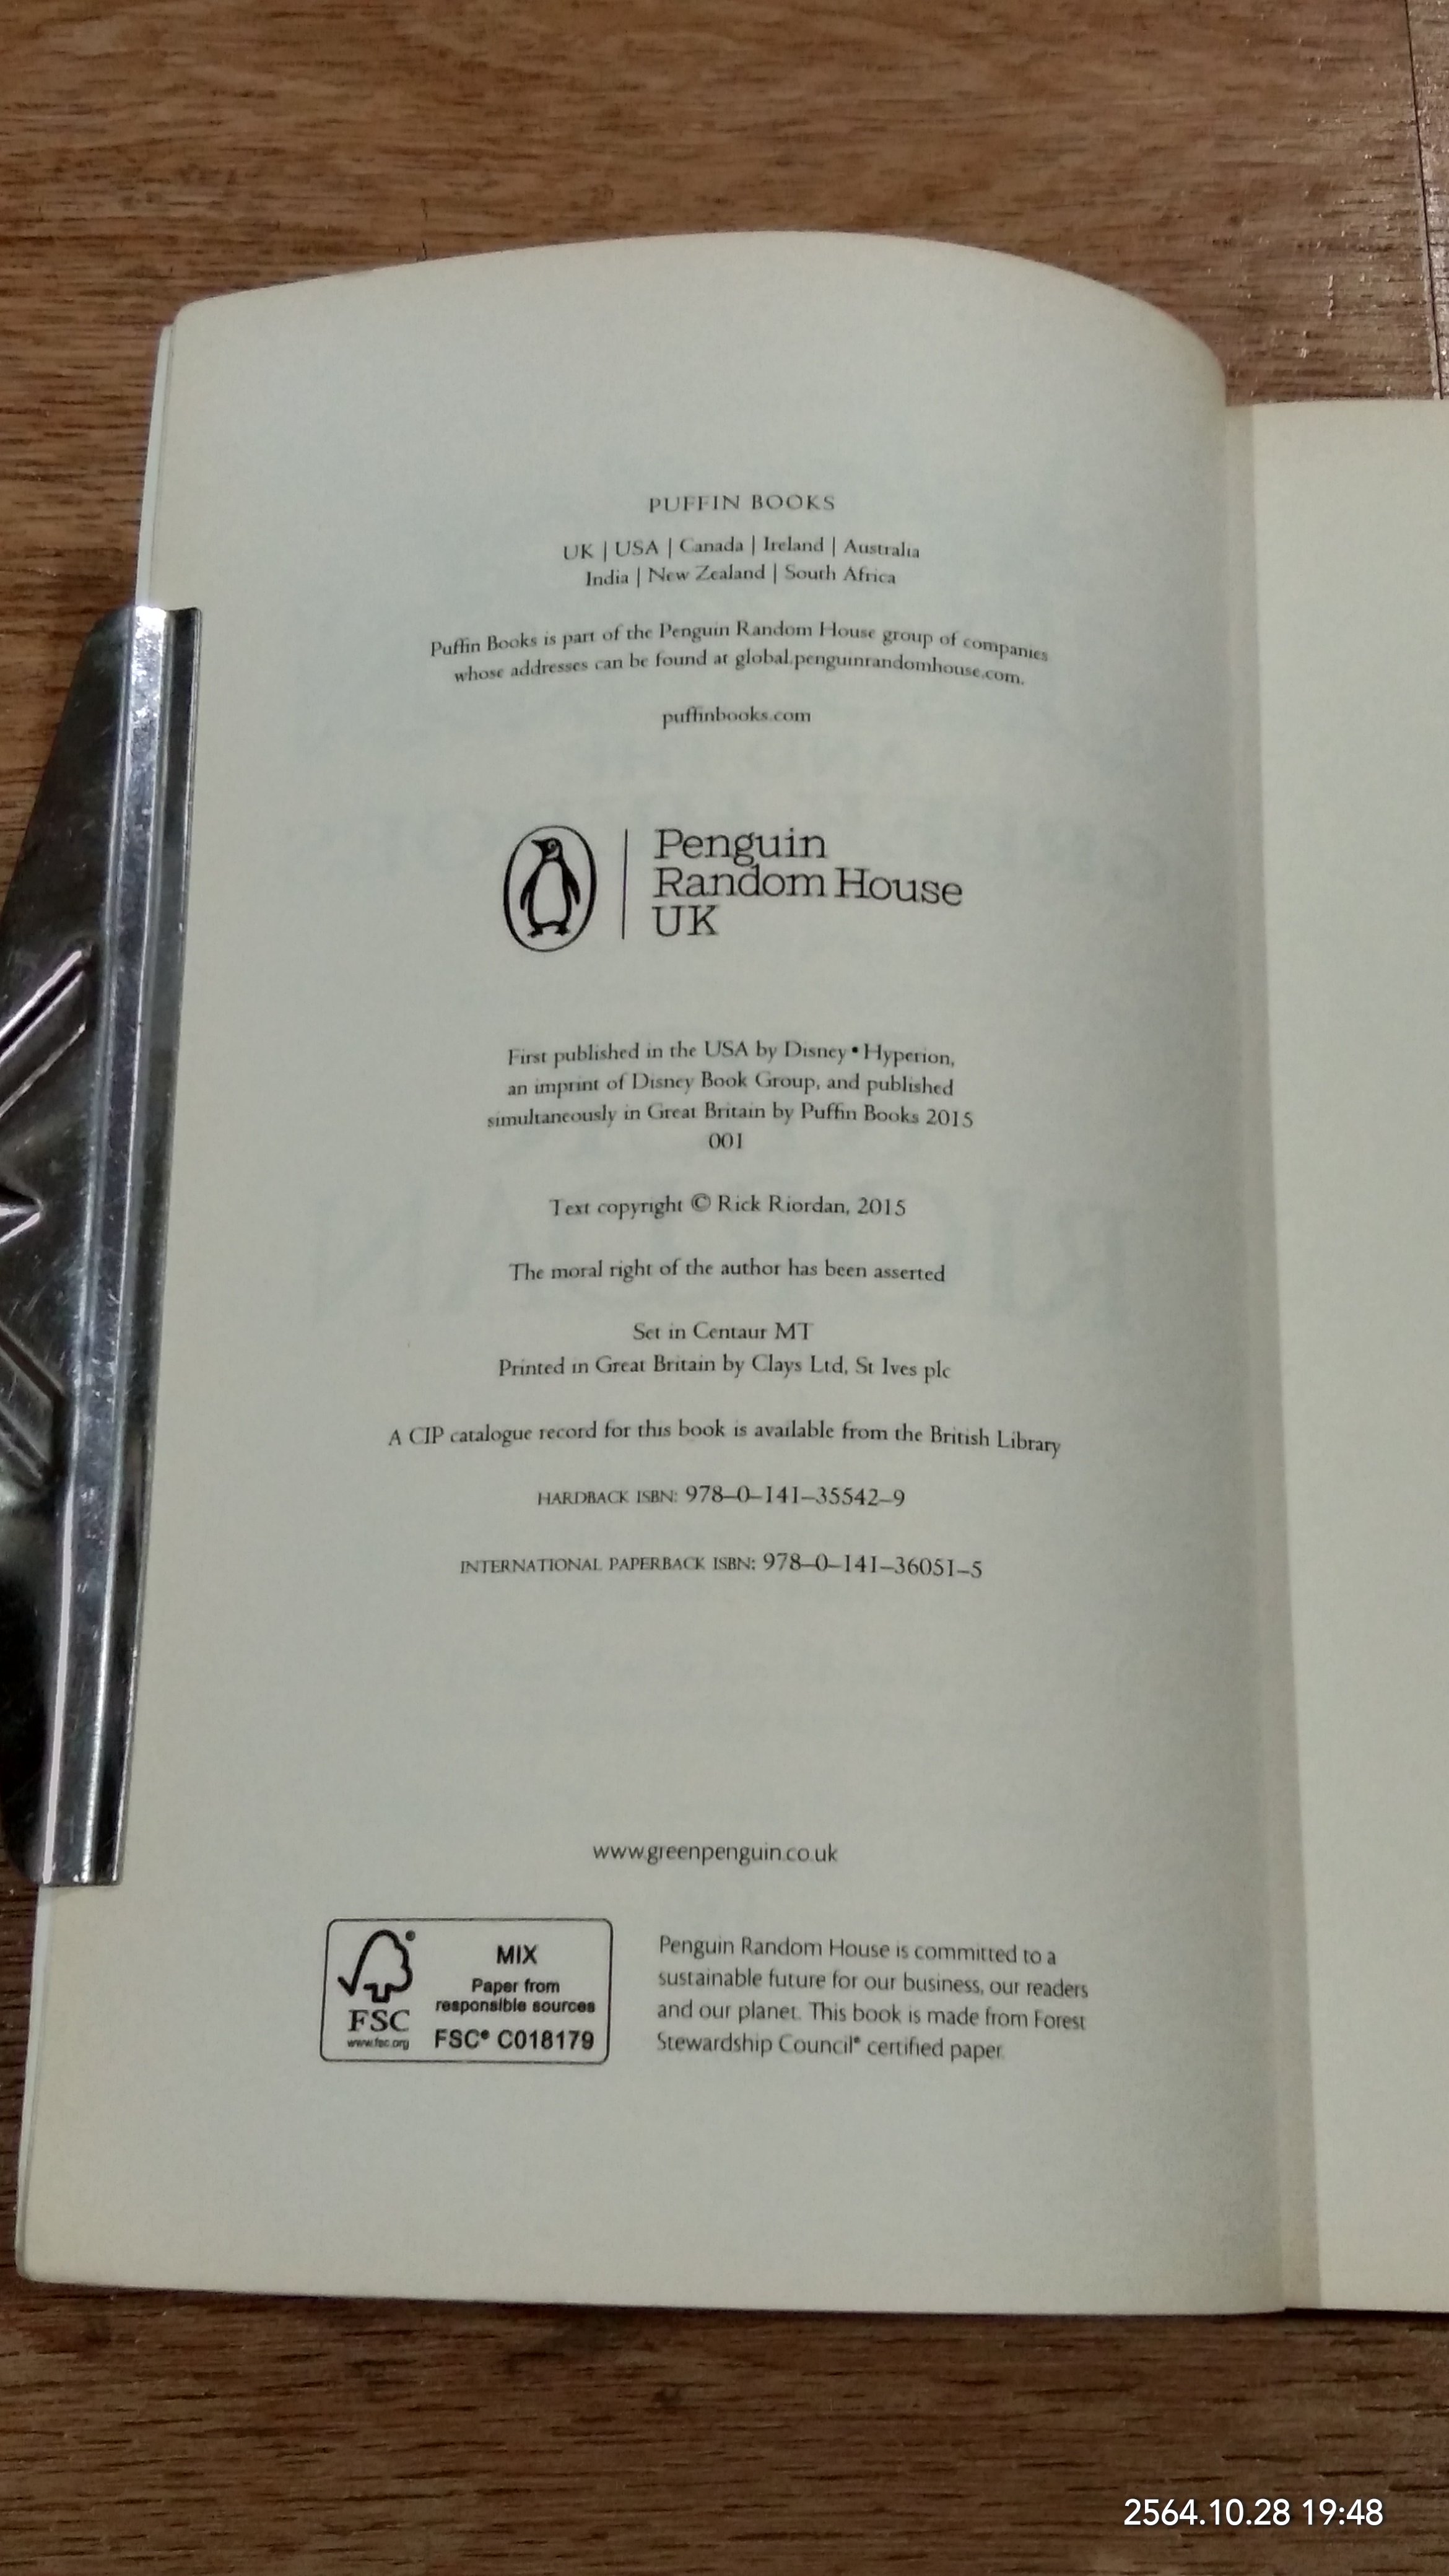 PUFFIN BOOKS
UK | USA | Canada | Ireland | Australia
India | New Zealand | South Africa
Puffin Books is part of the Penguin Random House group of companies
whose addresses can be found at global.penguinrandomhouse.com.
puffinbooks.com
Penguin
Random House
UK
First published in the USA by Disney • Hyperion,
an imprint of Disney Book Group, and published
simultaneously in Great Britain by Puffin Books 2015
001
Text copyright © Rick Riordan, 2015
The moral right of the author has been asserted
Set in Centaur MT
Printed in Great Britain by Clays Ltd, St Ives plc
A CIP catalogue record for this book is available from the British Library
HARDBACK ISBN: 978–0–141–35542–9
INTERNATIONAL PAPERBACK ISBN: 978–0–141–36051–5
www.greenpenguin.co.uk
MIX
Paper from
responsible sources
FSC® C018179
FSC
www.fsc.org
Penguin Random House is committed to a
sustainable future for our business, our readers
and our planet. This book is made from Forest
Stewardship Council® certified paper.
2564.10.28 19:48